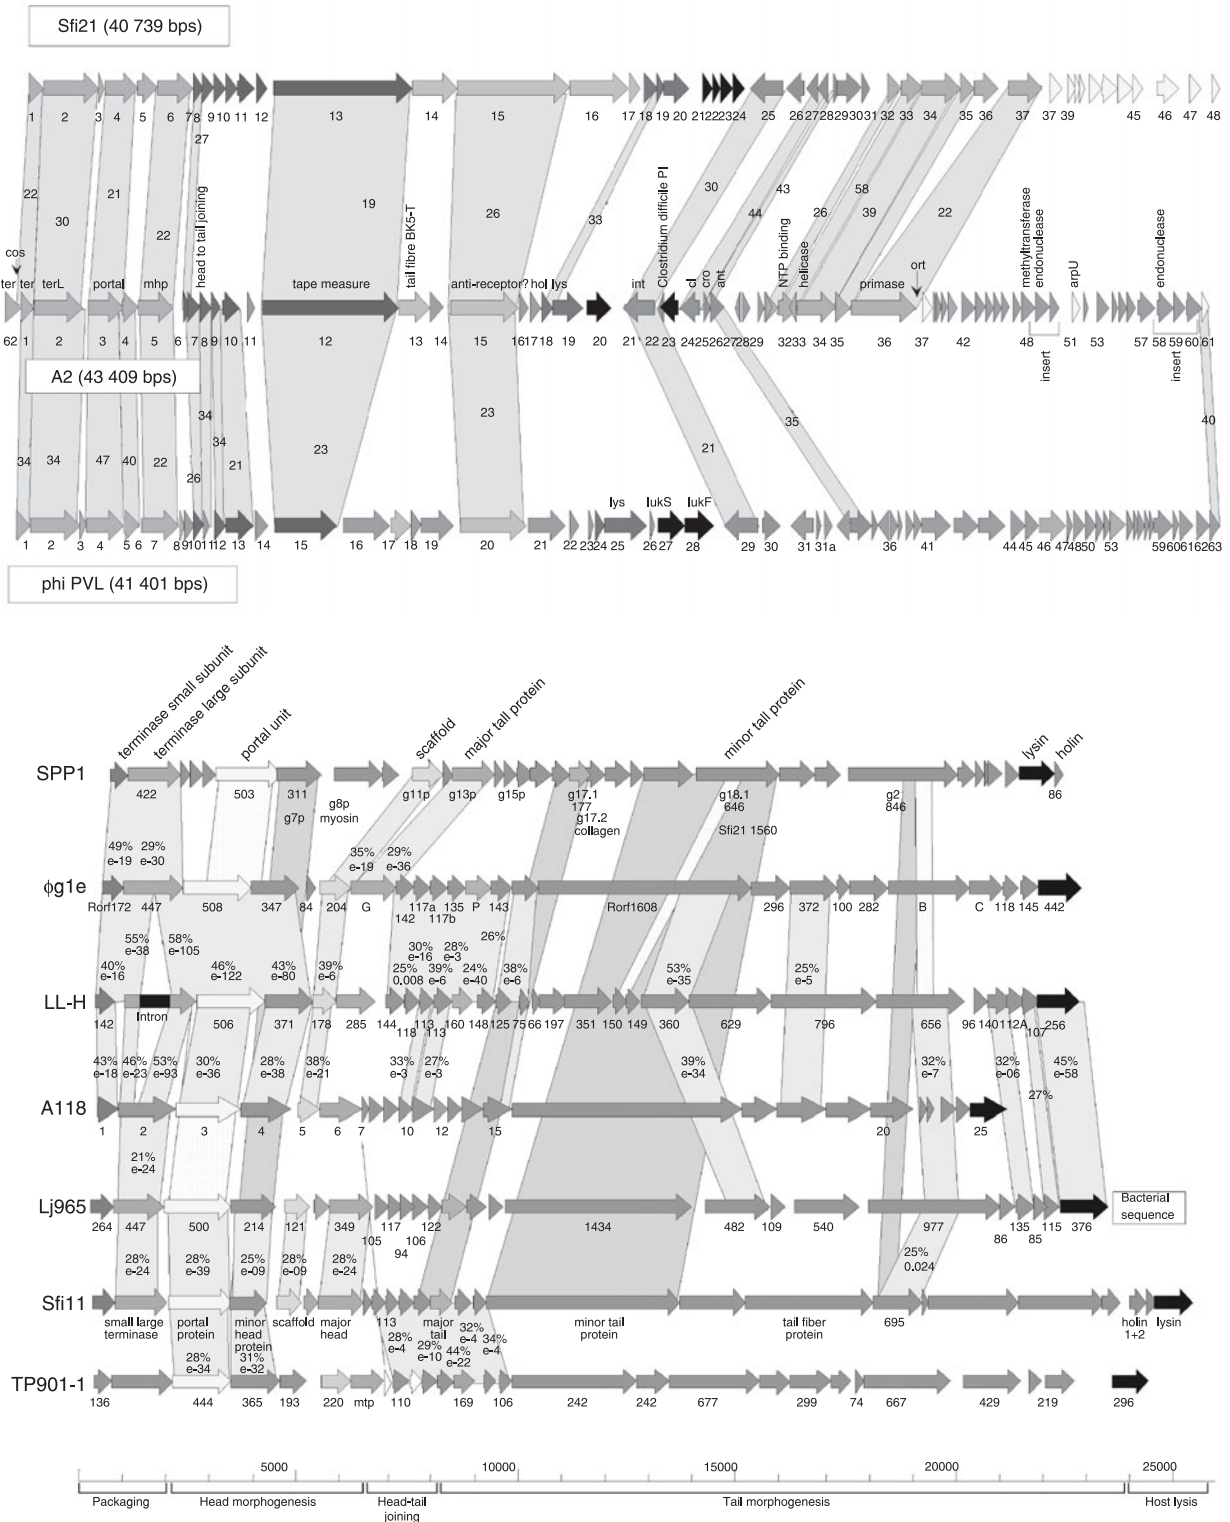 Sfi21 (40 739 bps)
1 2 3 4 5 6 7 8 9 10 11 12 13 14 15 16 17 18 19 20 21 22 23 24 25 26 27 28 29 30 31 32 33 34 35 36 37 37 39 45 46 47 48
27
22 30 21 22 19 26 33 30 44 43 26 58 39 22
cos
head to tail joining
tail fibre BK5-T
Clostridium difficile PI
cI
cro
ant
NTP binding
helicase
ort
methyltransferase
endonuclease
arpU
endonuclease
ter ter terL portal mhp tape measure anti-receptor? hol lys int primase
62 1 2 3 4 5 6 7 8 9 10 11 12 13 14 15 16 17 18 19 20 21 22 23 24 25 26 27 28 29 32 33 34 35 36 37 42 48 51 53 57 58 59 60 61
insert insert
A2 (43 409 bps)
34 34 47 40 22 26 34 34 21 23 23 21 35 40
lys lukS lukF
1 2 3 4 5 6 7 8 9 10 11 12 13 14 15 16 17 18 19 20 21 22 23 24 25 26 27 28 29 30 31 31a 36 41 44 45 46 47 48 50 53 59 60 61 62 63
phi PVL (41 401 bps)
terminase small subunit
terminase large subunit
portal unit
scaffold
major tall protein
minor tall protein
lysin
holin
SPP1
422 503 311 g8p g11p g13p g15p g17.1 g18.1 g2 86
g7p myosin 177 646 846
g17.2
collagen
Sfi21 1560
49% 29% 35% 29%
e-19 e-30 e-19 e-36
ϕg1e
Rorf172 447 508 347 84 204 G 117a 135 P 143 Rorf1608 296 372 100 282 B C 118 145 442
142 117b
55% 58% 30% 28% 26%
e-38 e-105 e-16 e-3
40% 46% 43% 39% 25% 39% 24% 38% 53% 25%
e-16 e-122 e-80 e-6 0.008 e-6 e-40 e-6 e-35 e-5
LL-H
Intron
142 506 371 178 285 144 113 160 148 125 75 66 197 351 150 149 360 629 796 656 96 140 112A 256
118 113 107
43% 46% 53% 30% 28% 38% 33% 27% 39% 32% 32% 45%
e-18 e-23 e-93 e-36 e-38 e-21 e-3 e-3 e-34 e-7 e-06 e-58
27%
A118
1 2 3 4 5 6 7 10 12 15 20 25
21%
e-24
Lj965
Bacterial
sequence
264 447 500 214 121 349 117 122 1434 482 109 540 977 135 115 376
105 106 86 85
94
28% 28% 25% 28% 28% 25%
e-24 e-39 e-09 e-09 e-24 0.024
Sfi11
small large portal minor scaffold major 113 major minor tail tail fiber 695 holin lysin
terminase protein head head tail protein protein 1+2
protein
28% 31% 28% 29% 44% 32% 34%
e-34 e-32 e-4 e-10 e-22 e-4 e-4
TP901-1
136 444 365 193 220 mtp 110 169 106 242 242 677 299 74 667 429 219 296
5000 10000 15000 20000 25000
Packaging Head morphogenesis Head-tail Tail morphogenesis Host lysis
joining